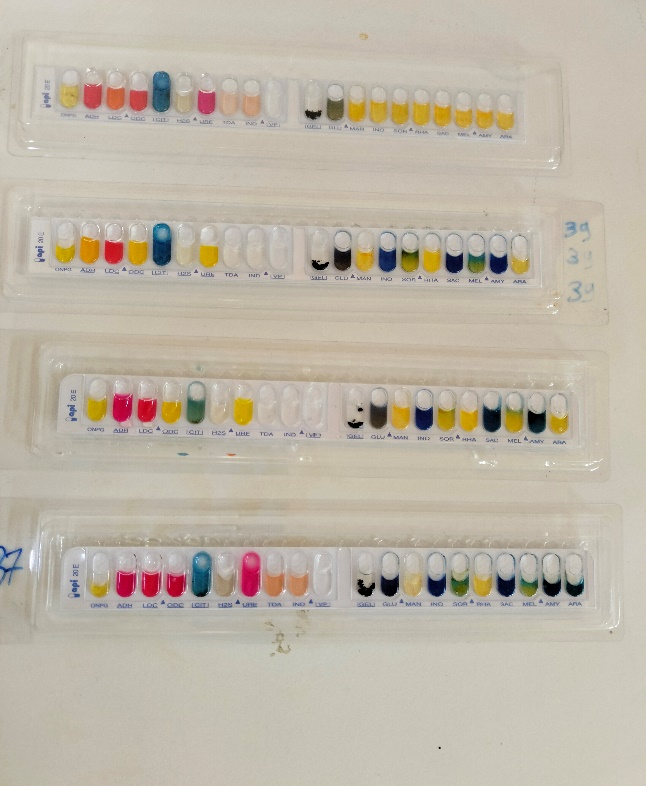 api 20 E
ONPG ADH LDC ODC |CIT| H2S URE TDA IND |VP|
|GEL| GLU MAN INO SOR RHA SAC MEL AMY ARA
39
api 20 E
ONPG ADH LDC ODC |CIT| H2S URE TDA IND |VP|
|GEL| GLU MAN INO SOR RHA SAC MEL AMY ARA
api 20 E
ONPG ADH LDC ODC |CIT| H2S URE TDA IND |VP|
|GEL| GLU MAN INO SOR RHA SAC MEL AMY ARA
37
api 20 E
ONPG ADH LDC ODC |CIT| H2S URE TDA IND |VP|
|GEL| GLU MAN INO SOR RHA SAC MEL AMY ARA